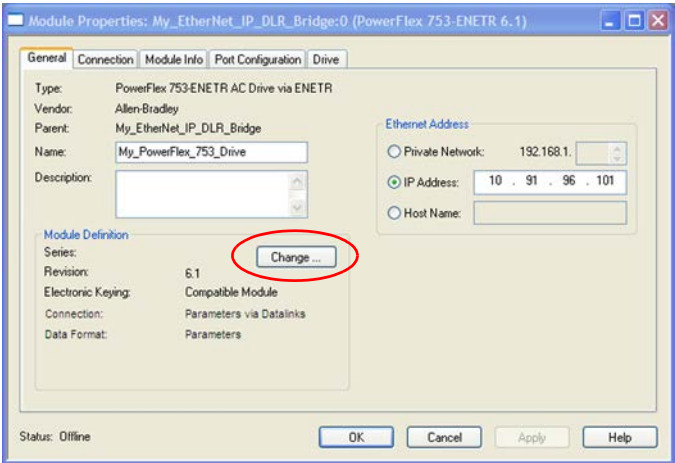 Module Properties: My_EtherNet_IP_DLR_Bridge:0 (PowerFlex 753-ENETR 6.1)
General Connection Module Info Port Configuration Drive
Type: PowerFlex 753-ENETR AC Drive via ENETR
Vendor: Allen-Bradley
Parent: My_EtherNet_IP_DLR_Bridge
Name: My_PowerFlex_753_Drive
Description:
Ethernet Address
Private Network: 192.168.1.
IP Address: 10 . 91 . 96 . 101
Host Name:
Module Definition
Series:
Change ...
Revision: 6.1
Electronic Keying: Compatible Module
Connection: Parameters via Datalinks
Data Format: Parameters
Status: Offline
OK Cancel Apply Help